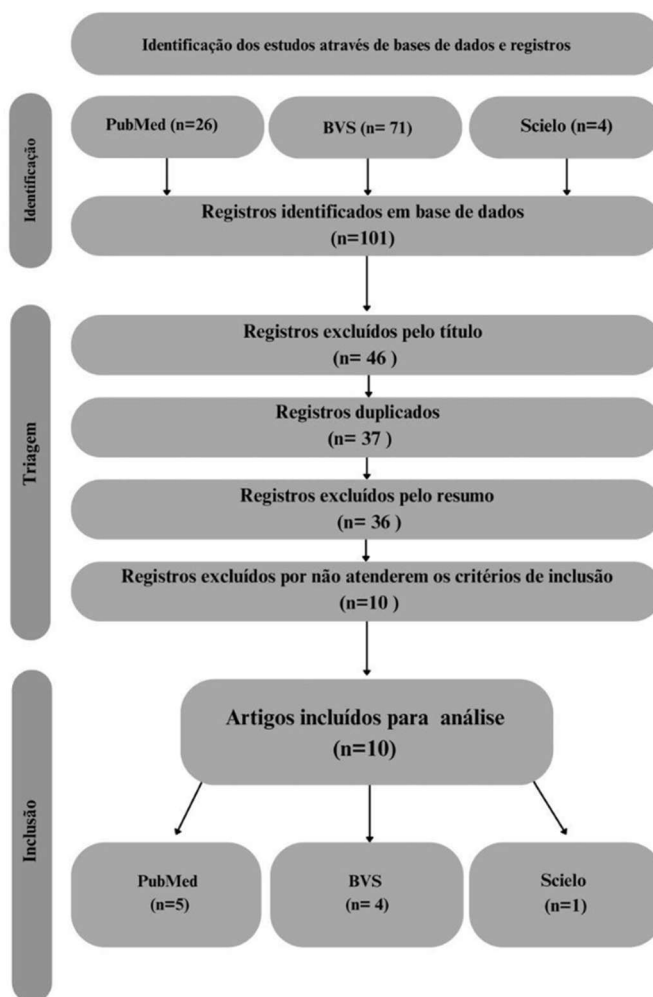 Identificação dos estudos através de bases de dados e registros
Identificação
PubMed (n=26)
BVS (n= 71)
Scielo (n=4)
Registros identificados em base de dados
(n=101)
Triagem
Registros excluídos pelo título
(n= 46 )
Registros duplicados
(n= 37 )
Registros excluídos pelo resumo
(n= 36 )
Registros excluídos por não atenderem os critérios de inclusão
(n=10 )
Inclusão
Artigos incluídos para análise
(n=10)
PubMed
(n=5)
BVS
(n= 4)
Scielo
(n=1)